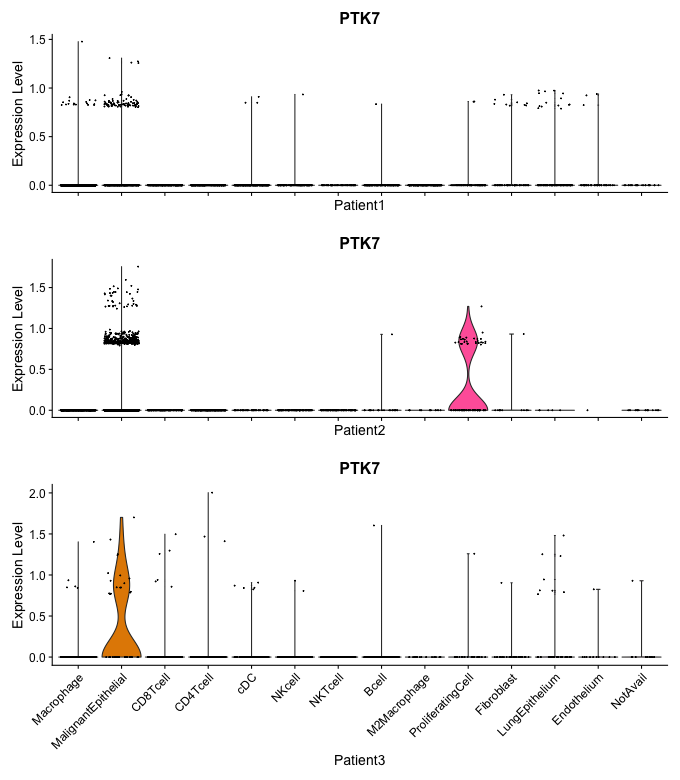 PTK7
Expression Level
1.5
1.0
0.5
0.0
Patient1
PTK7
Expression Level
1.5
1.0
0.5
0.0
Patient2
PTK7
Expression Level
2.0
1.5
1.0
0.5
0.0
Macrophage
MalignantEpithelial
CD8Tcell
CD4Tcell
cDC
NKcell
NKTcell
Bcell
M2Macrophage
ProliferatingCell
Fibroblast
LungEpithelium
Endothelium
NotAvail
Patient3